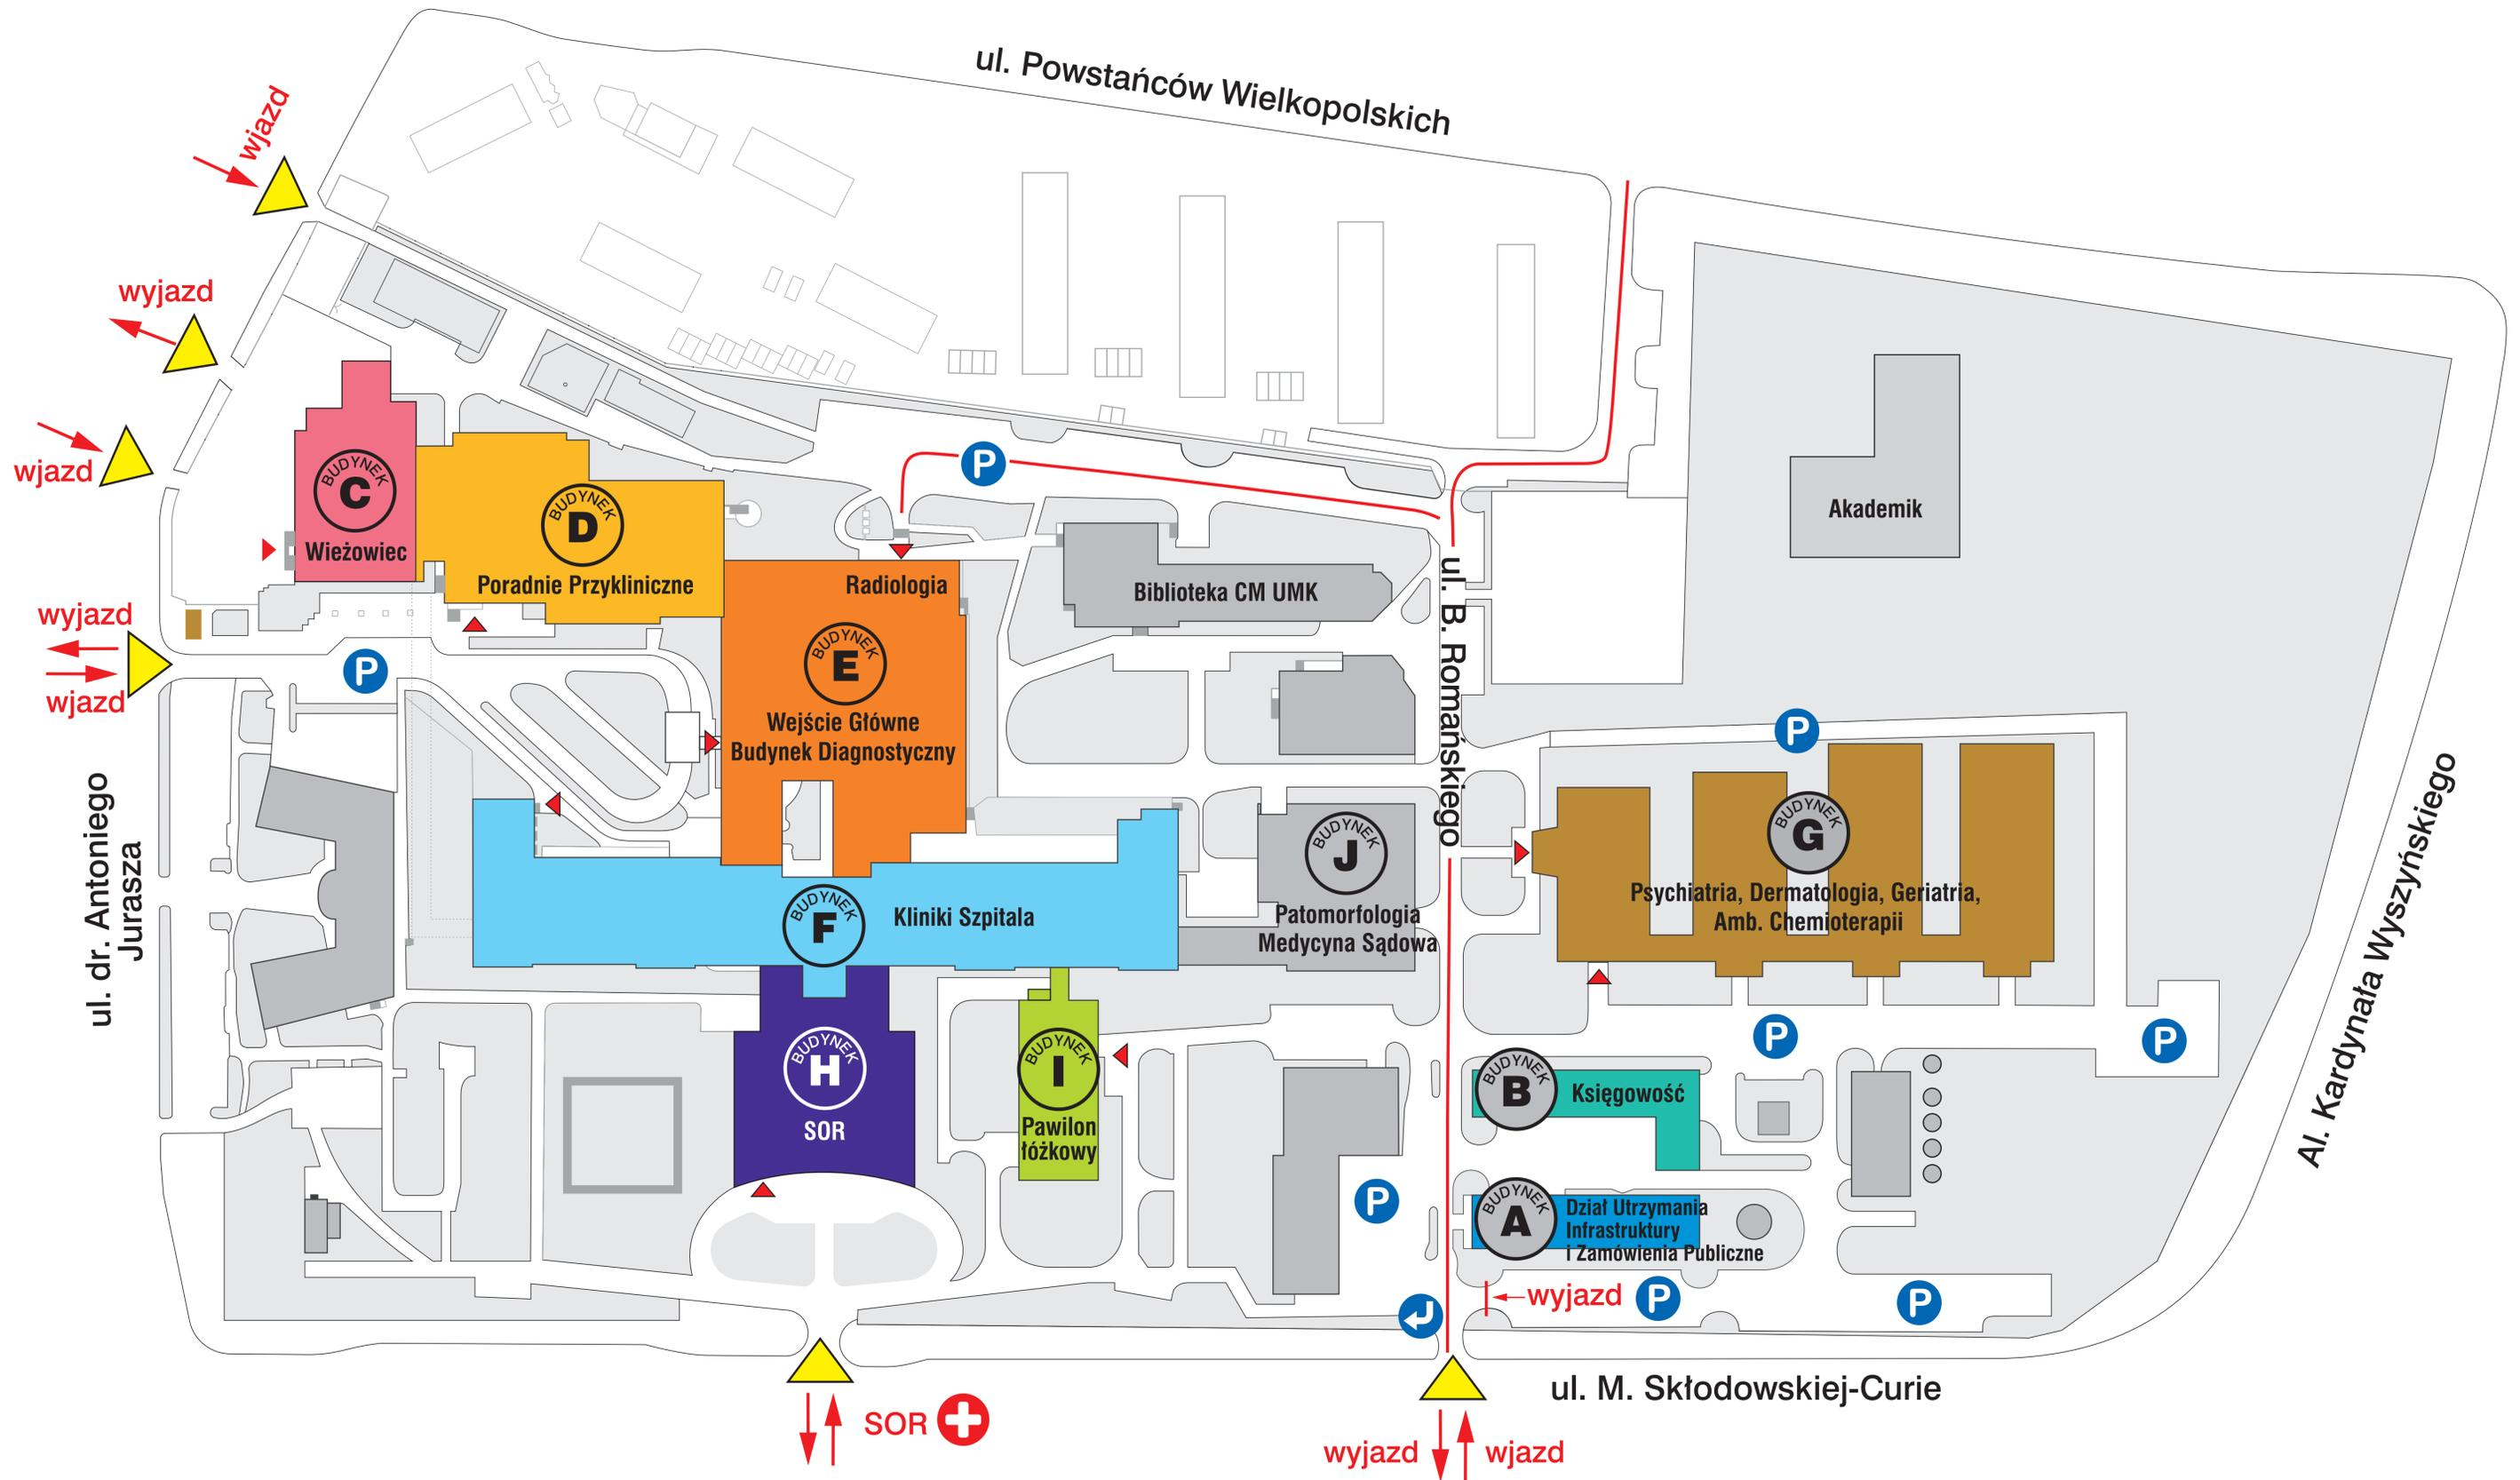 ul. Powstańców Wielkopolskich
wjazd
wyjazd
wjazd
wyjazd
wjazd
P
BUDYNEK
C
Wieżowiec
BUDYNEK
D
Poradnie Przykliniczne
P
Radiologia
BUDYNEK
E
Wejście Główne
Budynek Diagnostyczny
Biblioteka CM UMK
Akademik
ul. B. Romańskiego
ul. dr. Antoniego
Jurasza
BUDYNEK
F
Kliniki Szpitala
BUDYNEK
J
Patomorfologia
Medycyna Sądowa
P
BUDYNEK
G
Psychiatria, Dermatologia, Geriatria,
Amb. Chemioterapii
Al. Kardynała Wyszyńskiego
BUDYNEK
H
SOR
BUDYNEK
I
Pawilon
łóżkowy
P
P
BUDYNEK
B
Księgowość
P
BUDYNEK
A
Dział Utrzymania
Infrastruktury
i Zamówienia Publiczne
wyjazd
P
P
ul. M. Skłodowskiej-Curie
SOR
wyjazd
wjazd